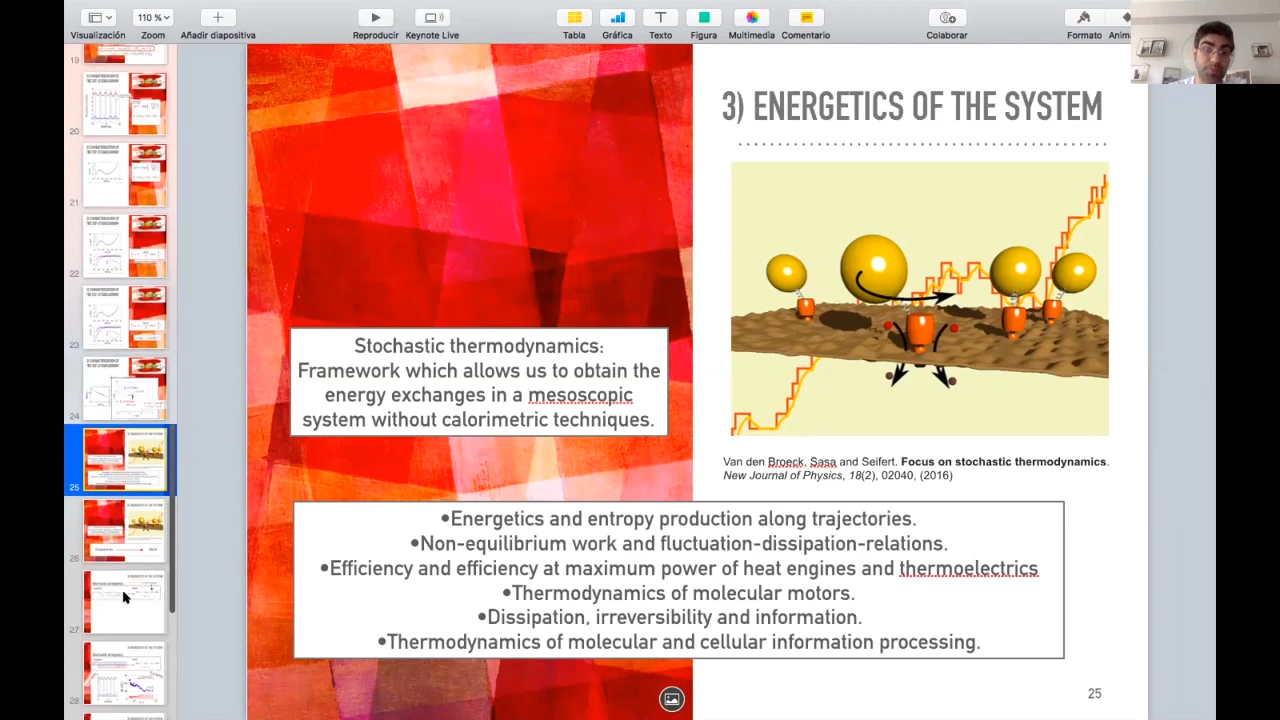 110 %
Visualización
Zoom
Añadir diapositiva
Reproducir
Keynote Live
Tabla
Gráfica
Texto
Figura
Multimedia
Comentario
Colaborar
Formato
Anima
19
20
21
22
23
24
25
26
27
28
3) ENERGETICS OF THE SYSTEM
Stochastic thermodynamics:
Framework which allows us to obtain the
energy exchanges in a mesoscopic
system without calorimetric techniques.
Van den Broeck, Sasa and Seifert. Focus on stochastic thermodynamics.
New Journal of Physics, 18(2), 02040, (2016)
•Energetics and entropy production along trajectories.
•Non-equilibrium work and fluctuation-dissipation-relations.
•Efficiency and efficiency at maximum power of heat engines and thermoelectrics
•Thermodynamics of molecular motors.
•Dissipation, irreversibility and information.
•Thermodynamics of molecular and cellular information processing.
25